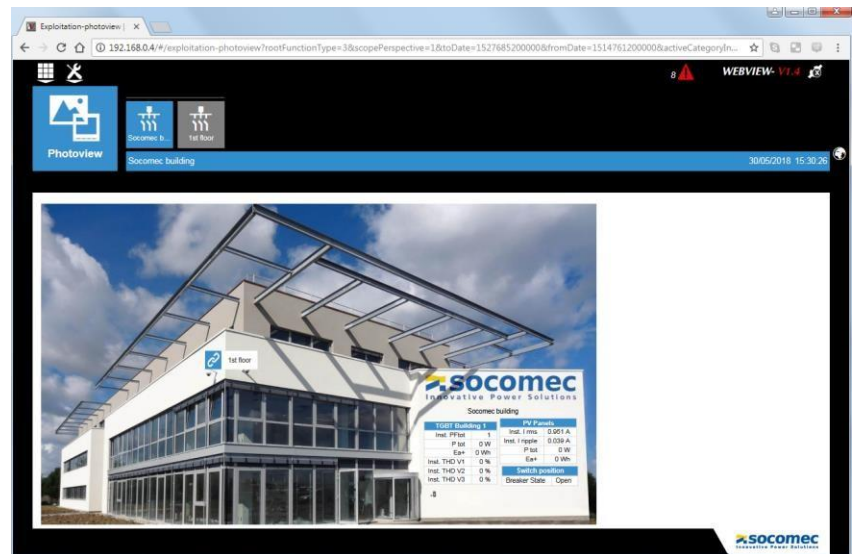 Exploitation-photoview |
192.168.0.4/#/exploitation-photoview?rootFunctionType=3&scopePerspective=1&toDate=1527685200000&fromDate=1514761200000&activeCategoryIn...
8
WEBVIEW- V1.4
Photoview
Socomec b...
1st floor
Socomec building
30/05/2018 15:30:26
1st floor
socomec
Innovative Power Solutions
Socomec building
TGBT Building 1
Inst. PFtot 1
P tot 0 W
Ea+ 0 Wh
Inst. THD V1 0 %
Inst. THD V2 0 %
Inst. THD V3 0 %
PV Panels
Inst. I rms 0.951 A
Inst. I ripple 0.039 A
P tot 0 W
Ea+ 0 Wh
Switch position
Breaker State Open
socomec
Innovative Power Solutions